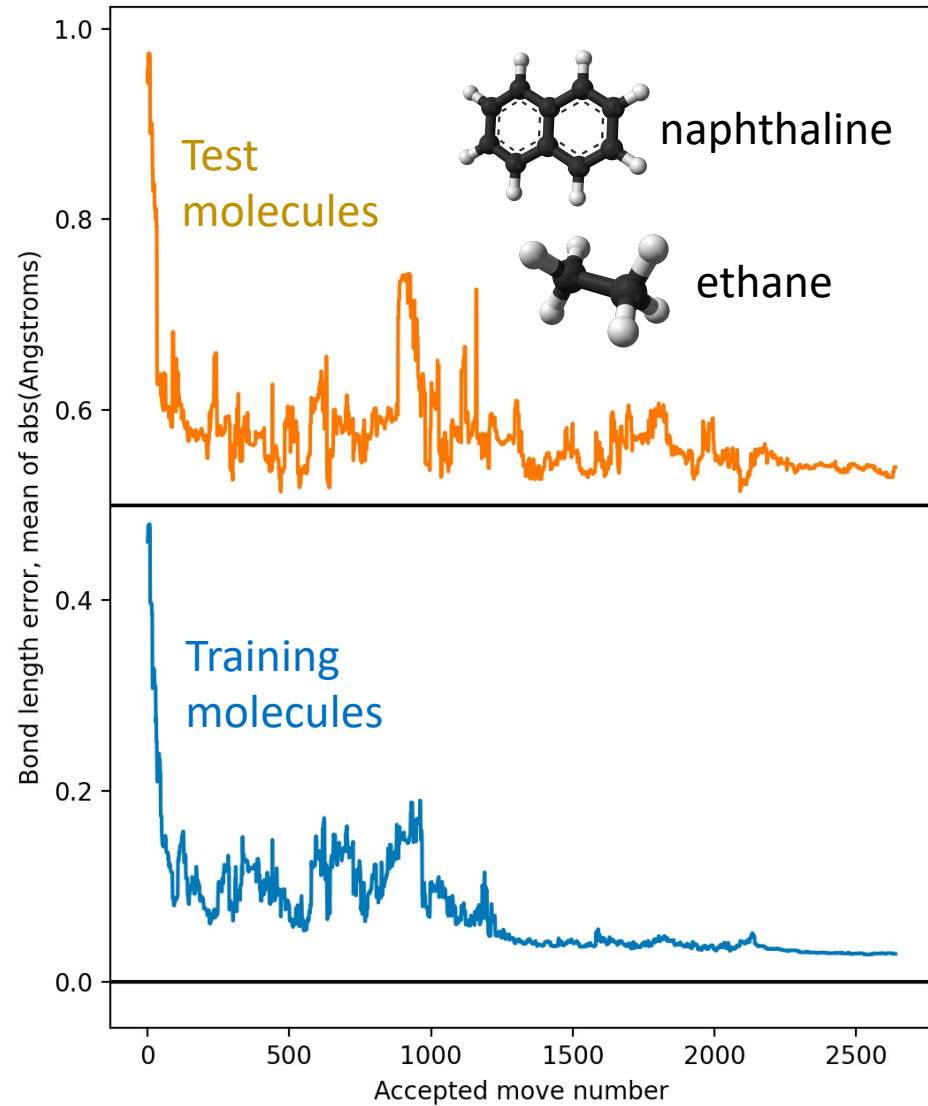 1.0
0.8
0.6
0.4
0.2
0.0
Bond length error, mean of abs(Angstroms)
Test
molecules
naphthaline
ethane
Training
molecules
0 500 1000 1500 2000 2500
Accepted move number